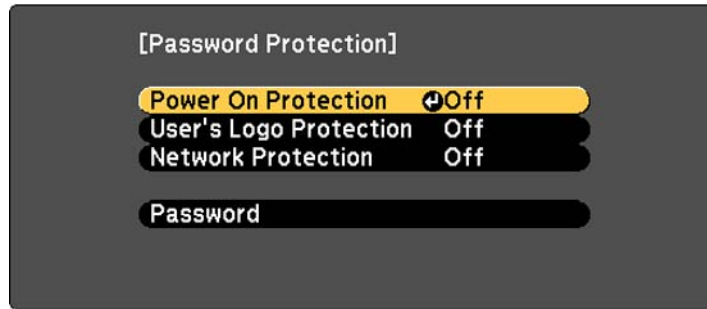 [Password Protection]
Power On Protection Off
User's Logo Protection Off
Network Protection Off
Password